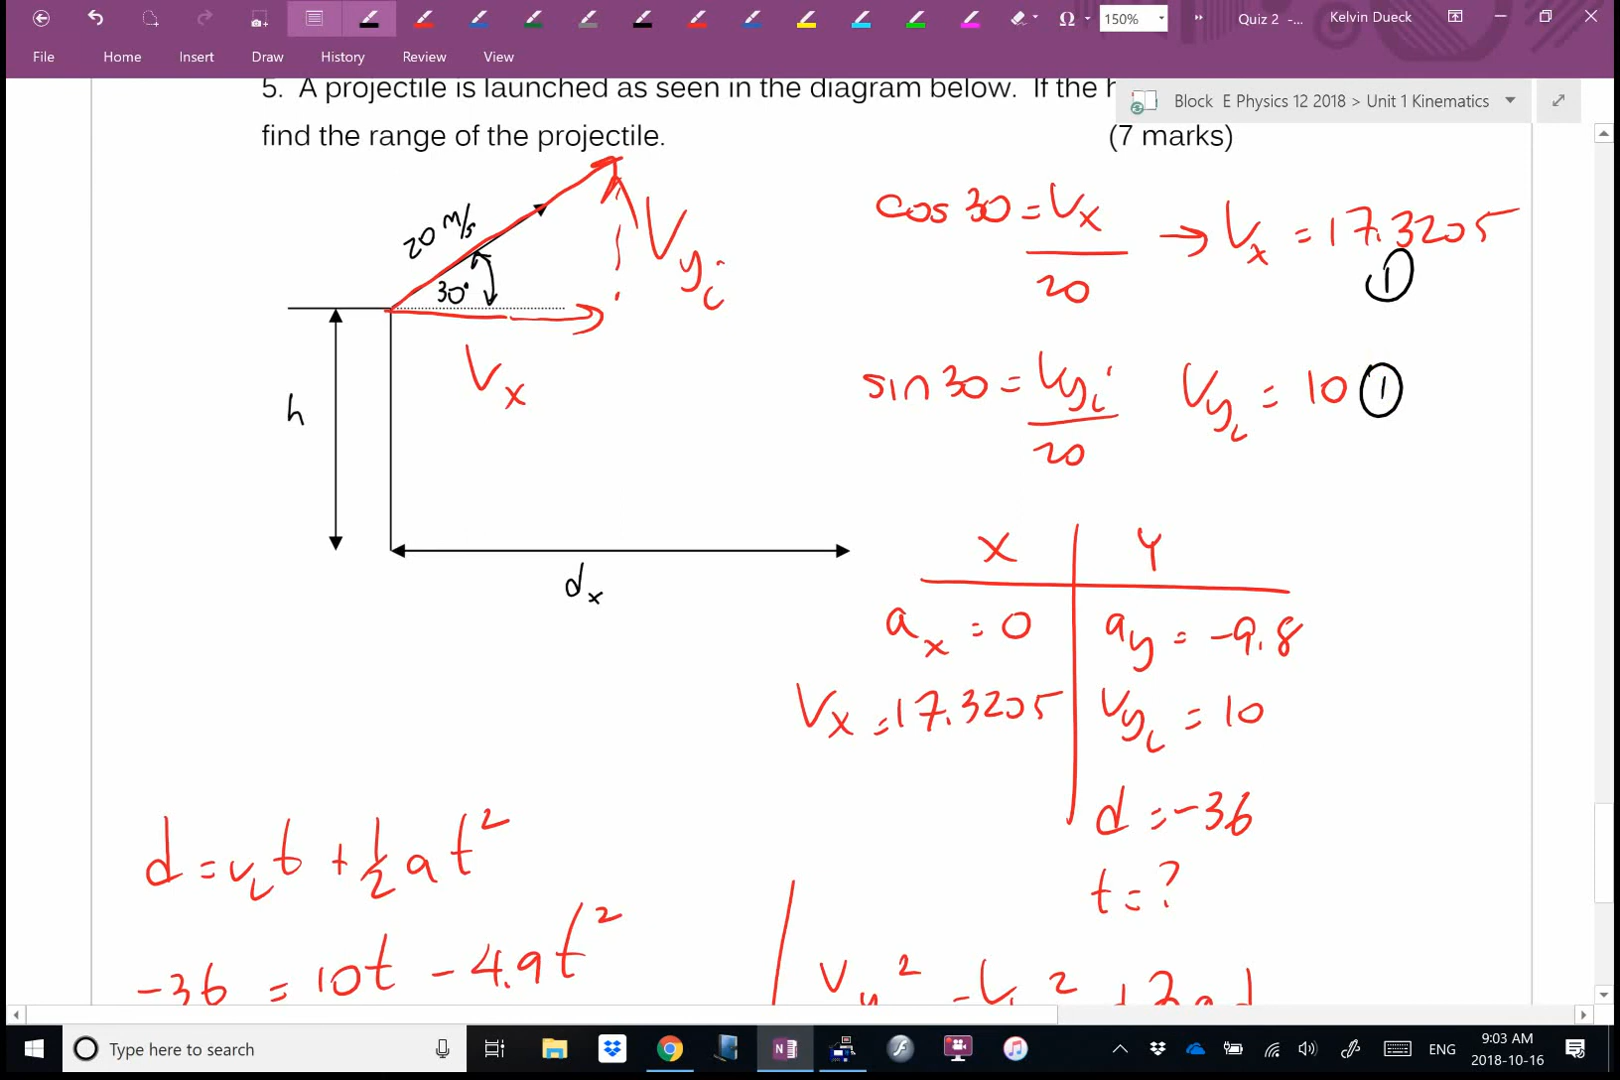 150%
Quiz 2 -...
Kelvin Dueck
File Home Insert Draw History Review View
5. A projectile is launched as seen in the diagram below. If the h
Block E Physics 12 2018 > Unit 1 Kinematics
find the range of the projectile. (7 marks)
20 m/s
30°
Vyi
Vx
h
dx
cos 30 = Vx/20 → Vx = 17.3205
1
sin 30 = Vyi/20 Vyi = 10 1
X Y
ax = 0 ay = -9.8
Vx = 17.3205 Vyi = 10
d = -36
t = ?
d = vit + 1/2 at²
-36 = 10t - 4.9t²
Type here to search
ENG
9:03 AM
2018-10-16